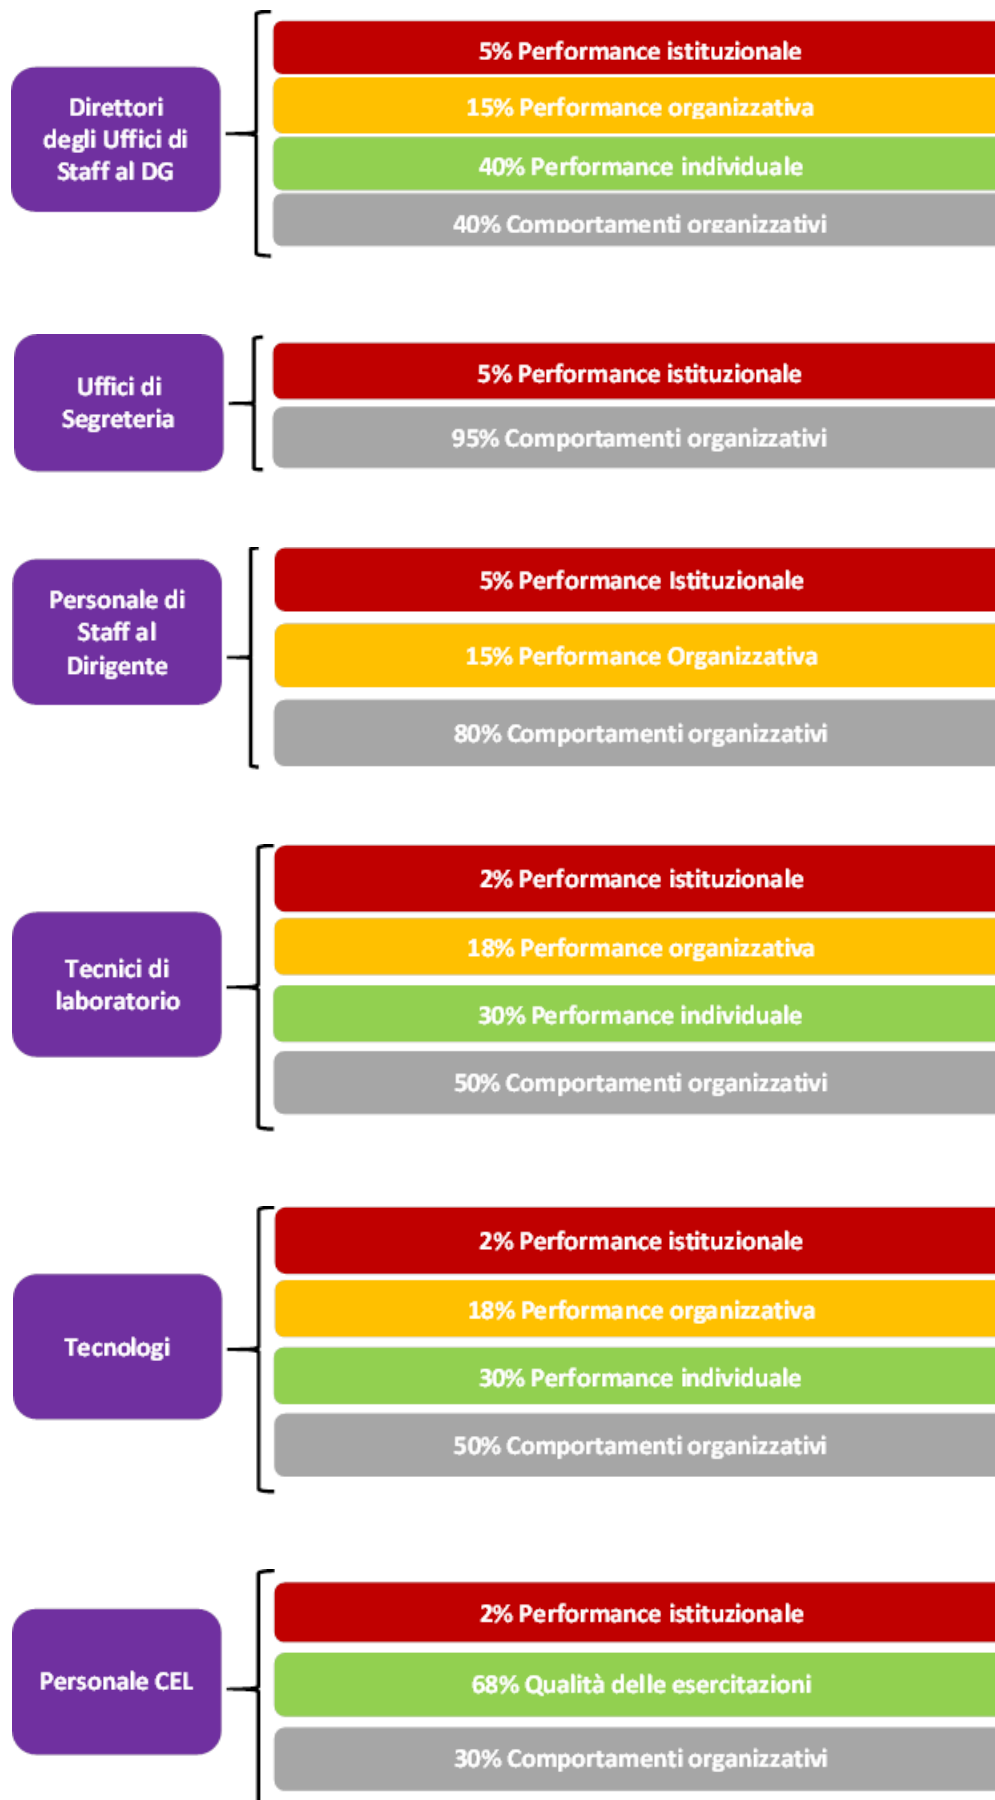 Direttori
degli Uffici di
Staff al DG
5% Performance istituzionale
15% Performance organizzativa
40% Performance individuale
40% Comportamenti organizzativi
Uffici di
Segreteria
5% Performance istituzionale
95% Comportamenti organizzativi
Personale di
Staff al
Dirigente
5% Performance Istituzionale
15% Performance Organizzativa
80% Comportamenti organizzativi
Tecnici di
laboratorio
2% Performance istituzionale
18% Performance organizzativa
30% Performance individuale
50% Comportamenti organizzativi
Tecnologi
2% Performance istituzionale
18% Performance organizzativa
30% Performance individuale
50% Comportamenti organizzativi
Personale CEL
2% Performance istituzionale
68% Qualità delle esercitazioni
30% Comportamenti organizzativi